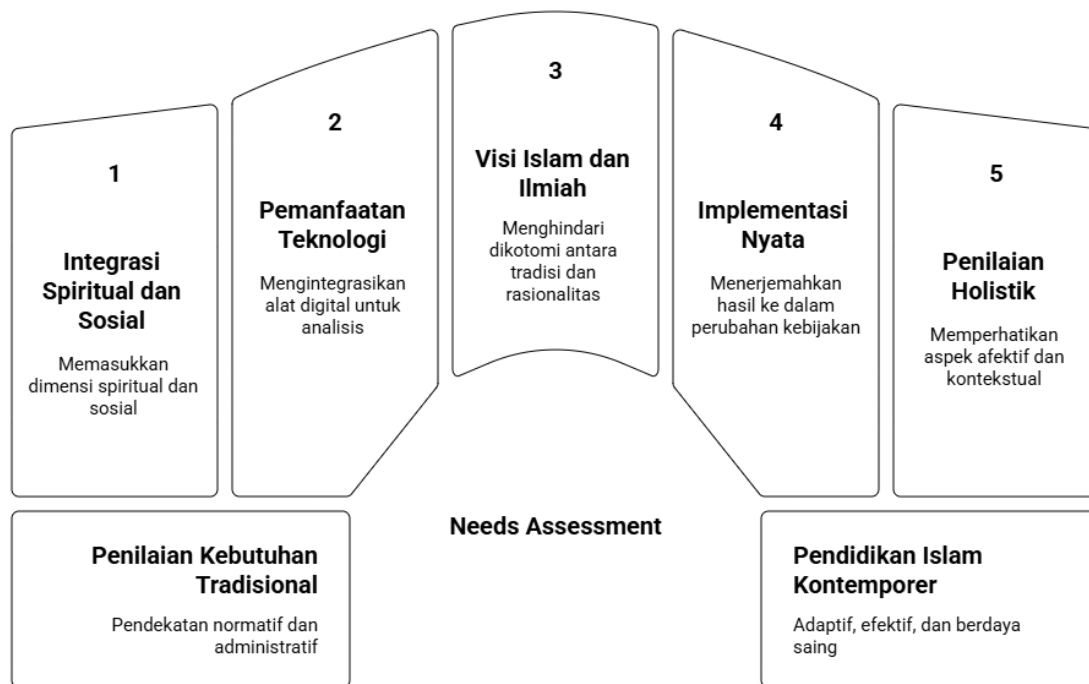 1
Integrasi
Spiritual dan
Sosial
Memasukkan
dimensi spiritual dan
sosial
2
Pemanfaatan
Teknologi
Mengintegrasikan
alat digital untuk
analisis
3
Visi Islam dan
Ilmiah
Menghindari
dikotomi antara
tradisi dan
rasionalitas
4
Implementasi
Nyata
Menerjemahkan
hasil ke dalam
perubahan kebijakan
5
Penilaian
Holistik
Memperhatikan
aspek afektif dan
kontekstual
Penilaian Kebutuhan
Tradisional
Pendekatan normatif dan
administratif
Needs Assessment
Pendidikan Islam
Kontemporer
Adaptif, efektif, dan berdaya
saing